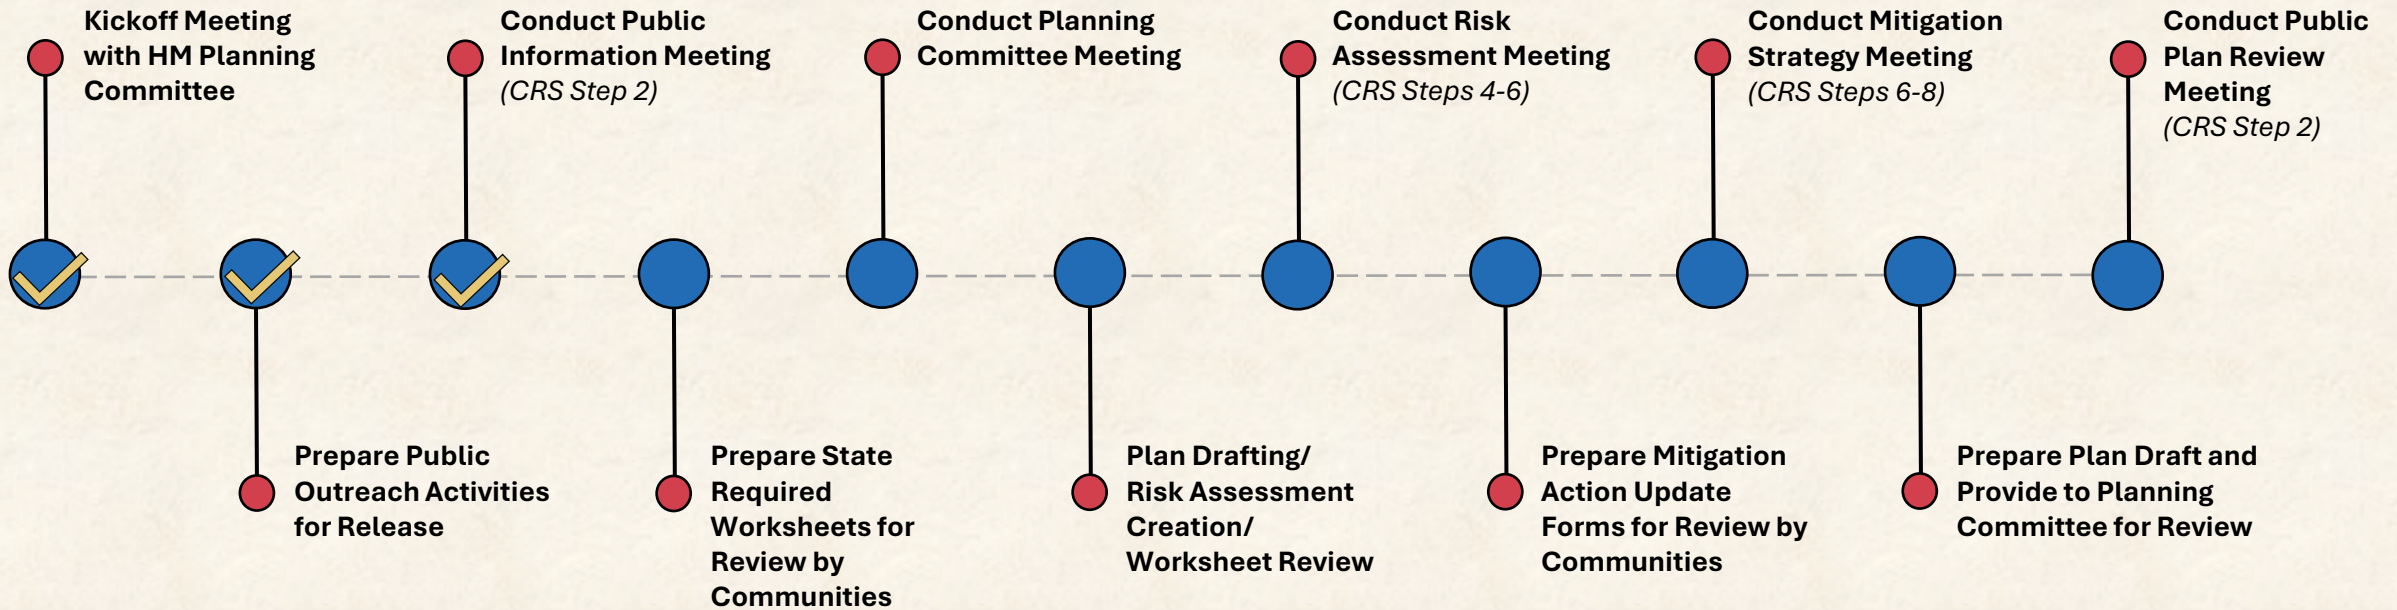 Kickoff Meeting
with HM Planning
Committee
Conduct Public
Information Meeting
(CRS Step 2)
Conduct Planning
Committee Meeting
Conduct Risk
Assessment Meeting
(CRS Steps 4-6)
Conduct Mitigation
Strategy Meeting
(CRS Steps 6-8)
Conduct Public
Plan Review
Meeting
(CRS Step 2)
Prepare Public
Outreach Activities
for Release
Prepare State
Required
Worksheets for
Review by
Communities
Plan Drafting/
Risk Assessment
Creation/
Worksheet Review
Prepare Mitigation
Action Update
Forms for Review by
Communities
Prepare Plan Draft and
Provide to Planning
Committee for Review